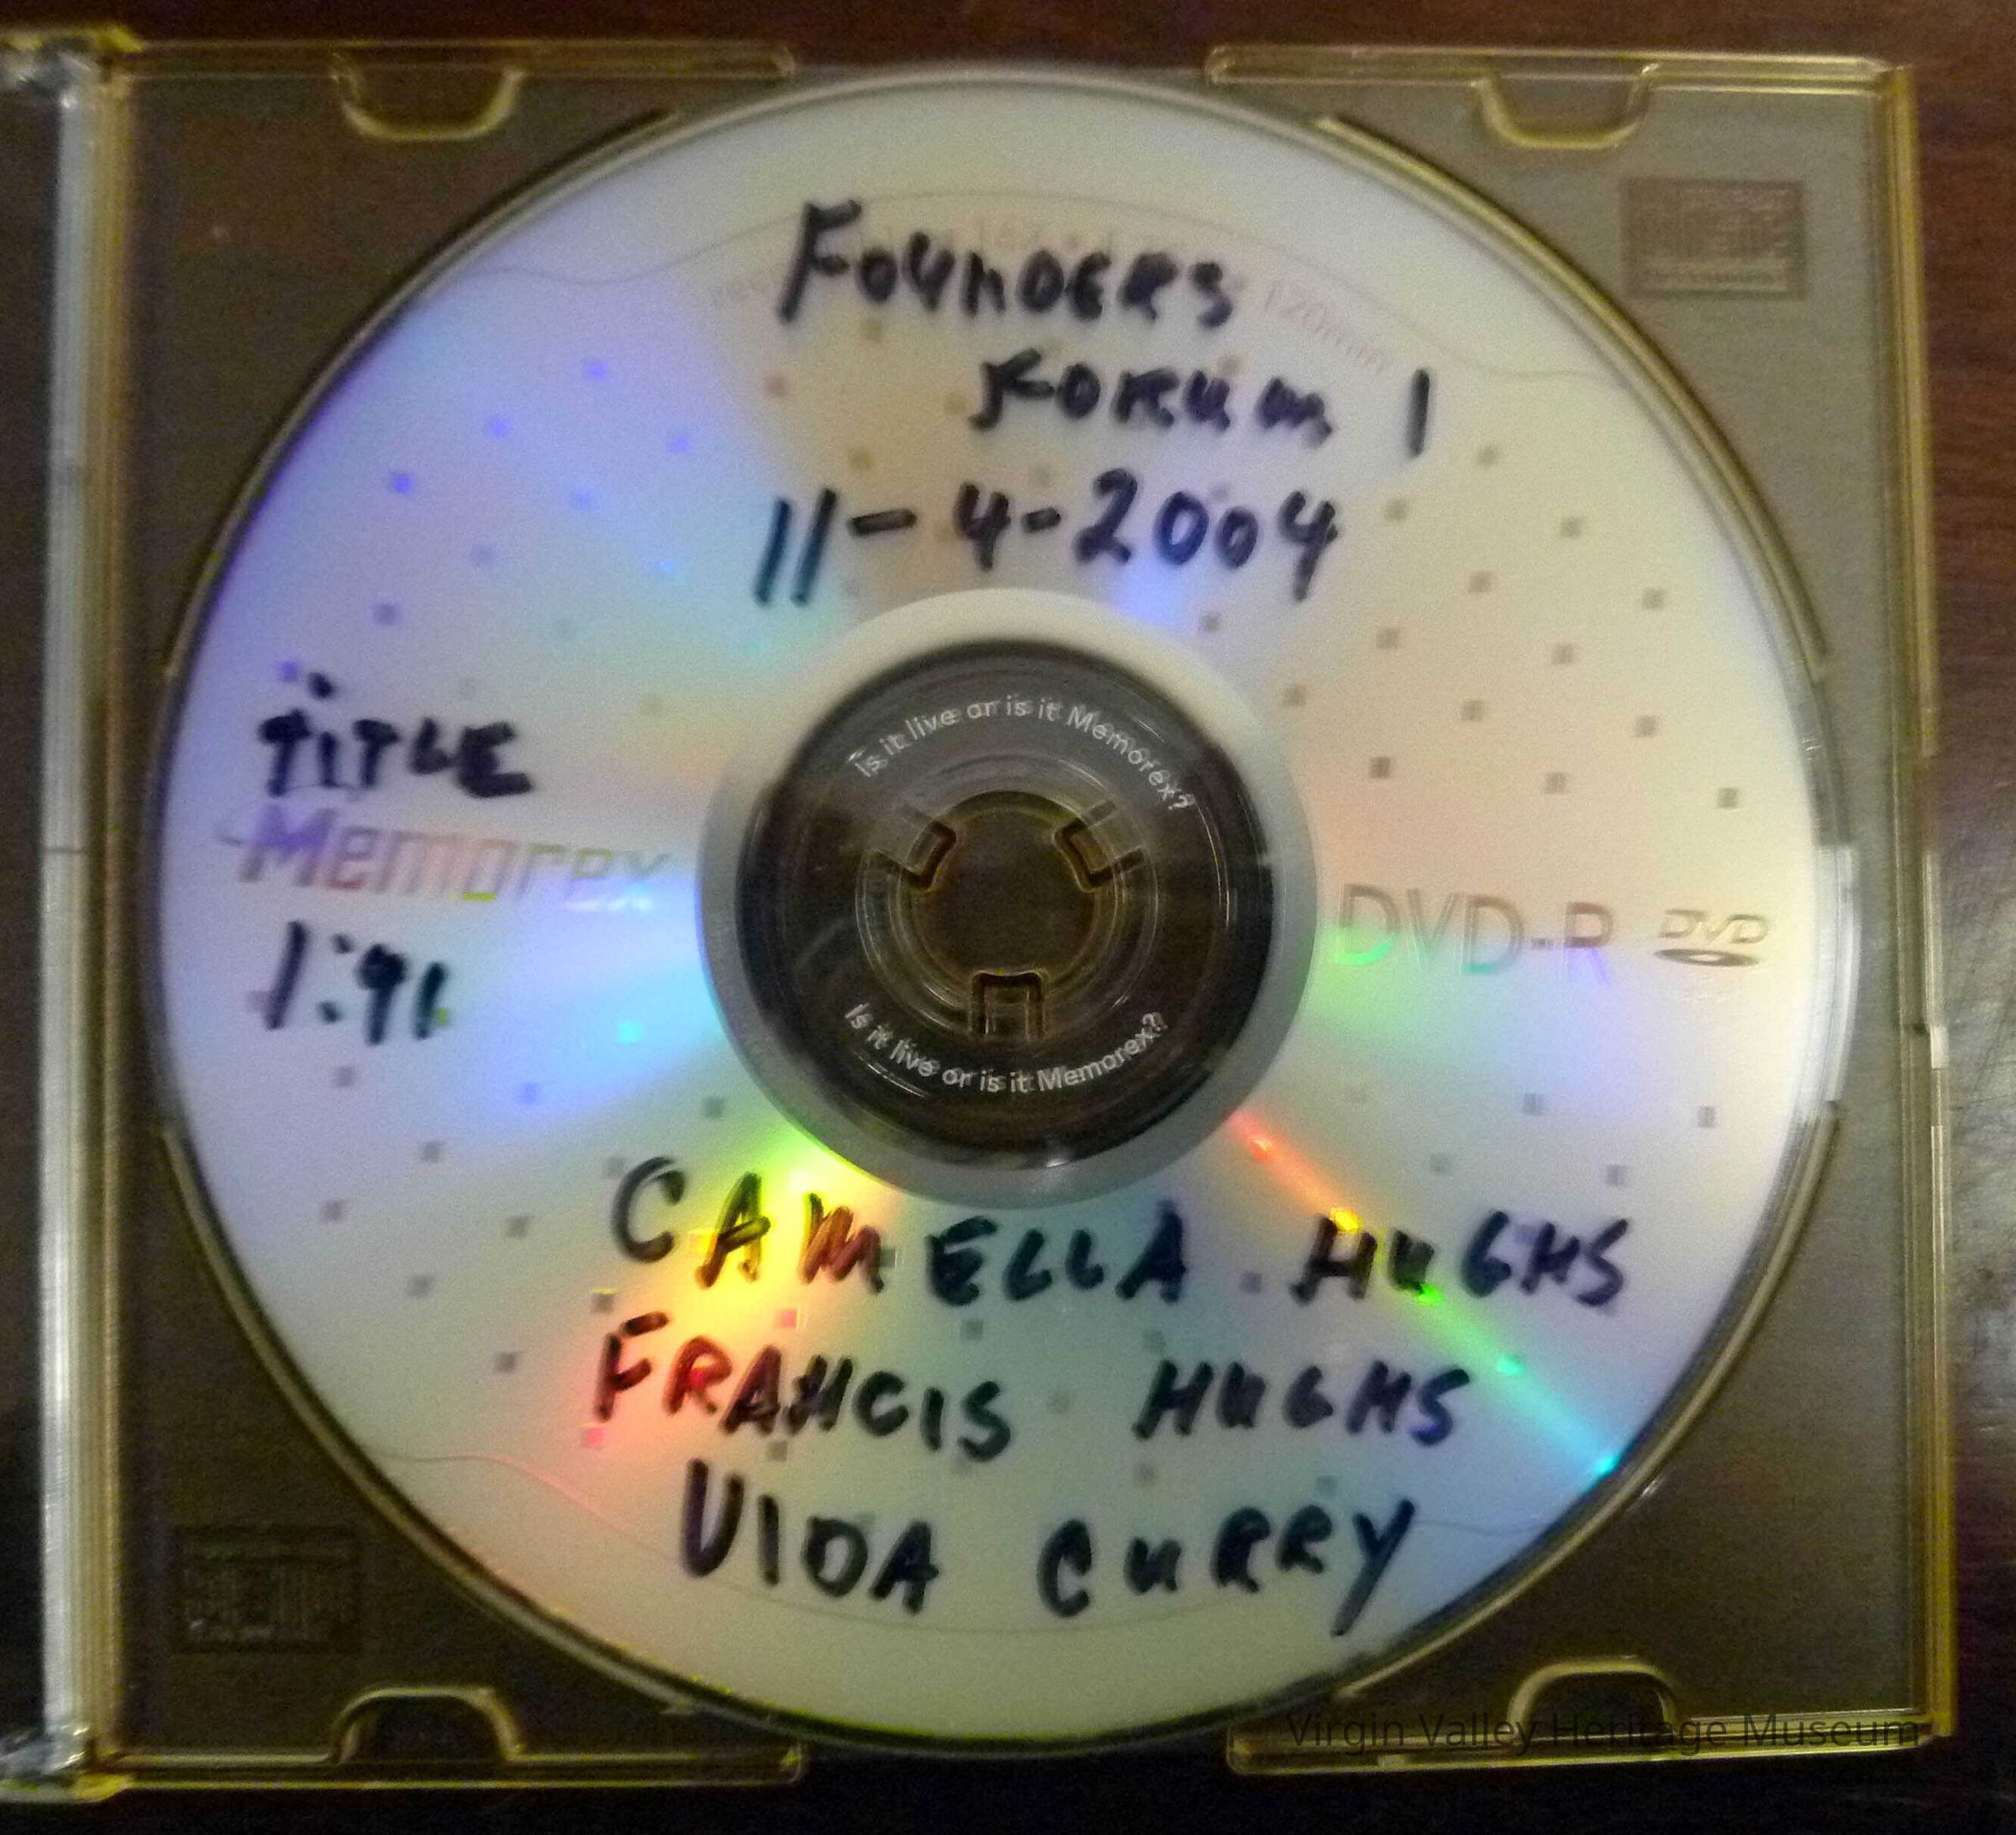 FOUNDERS
FORUM 1
11-4-2004
TITLE
Memorex
1:41
DVD-R DVD
Is it live or is it Memorex?
Is it live or is it Memorex?
CAMELLA HUGHS
FRANCIS HUGHS
VIDA CURRY
Virgin Valley Heritage Museum